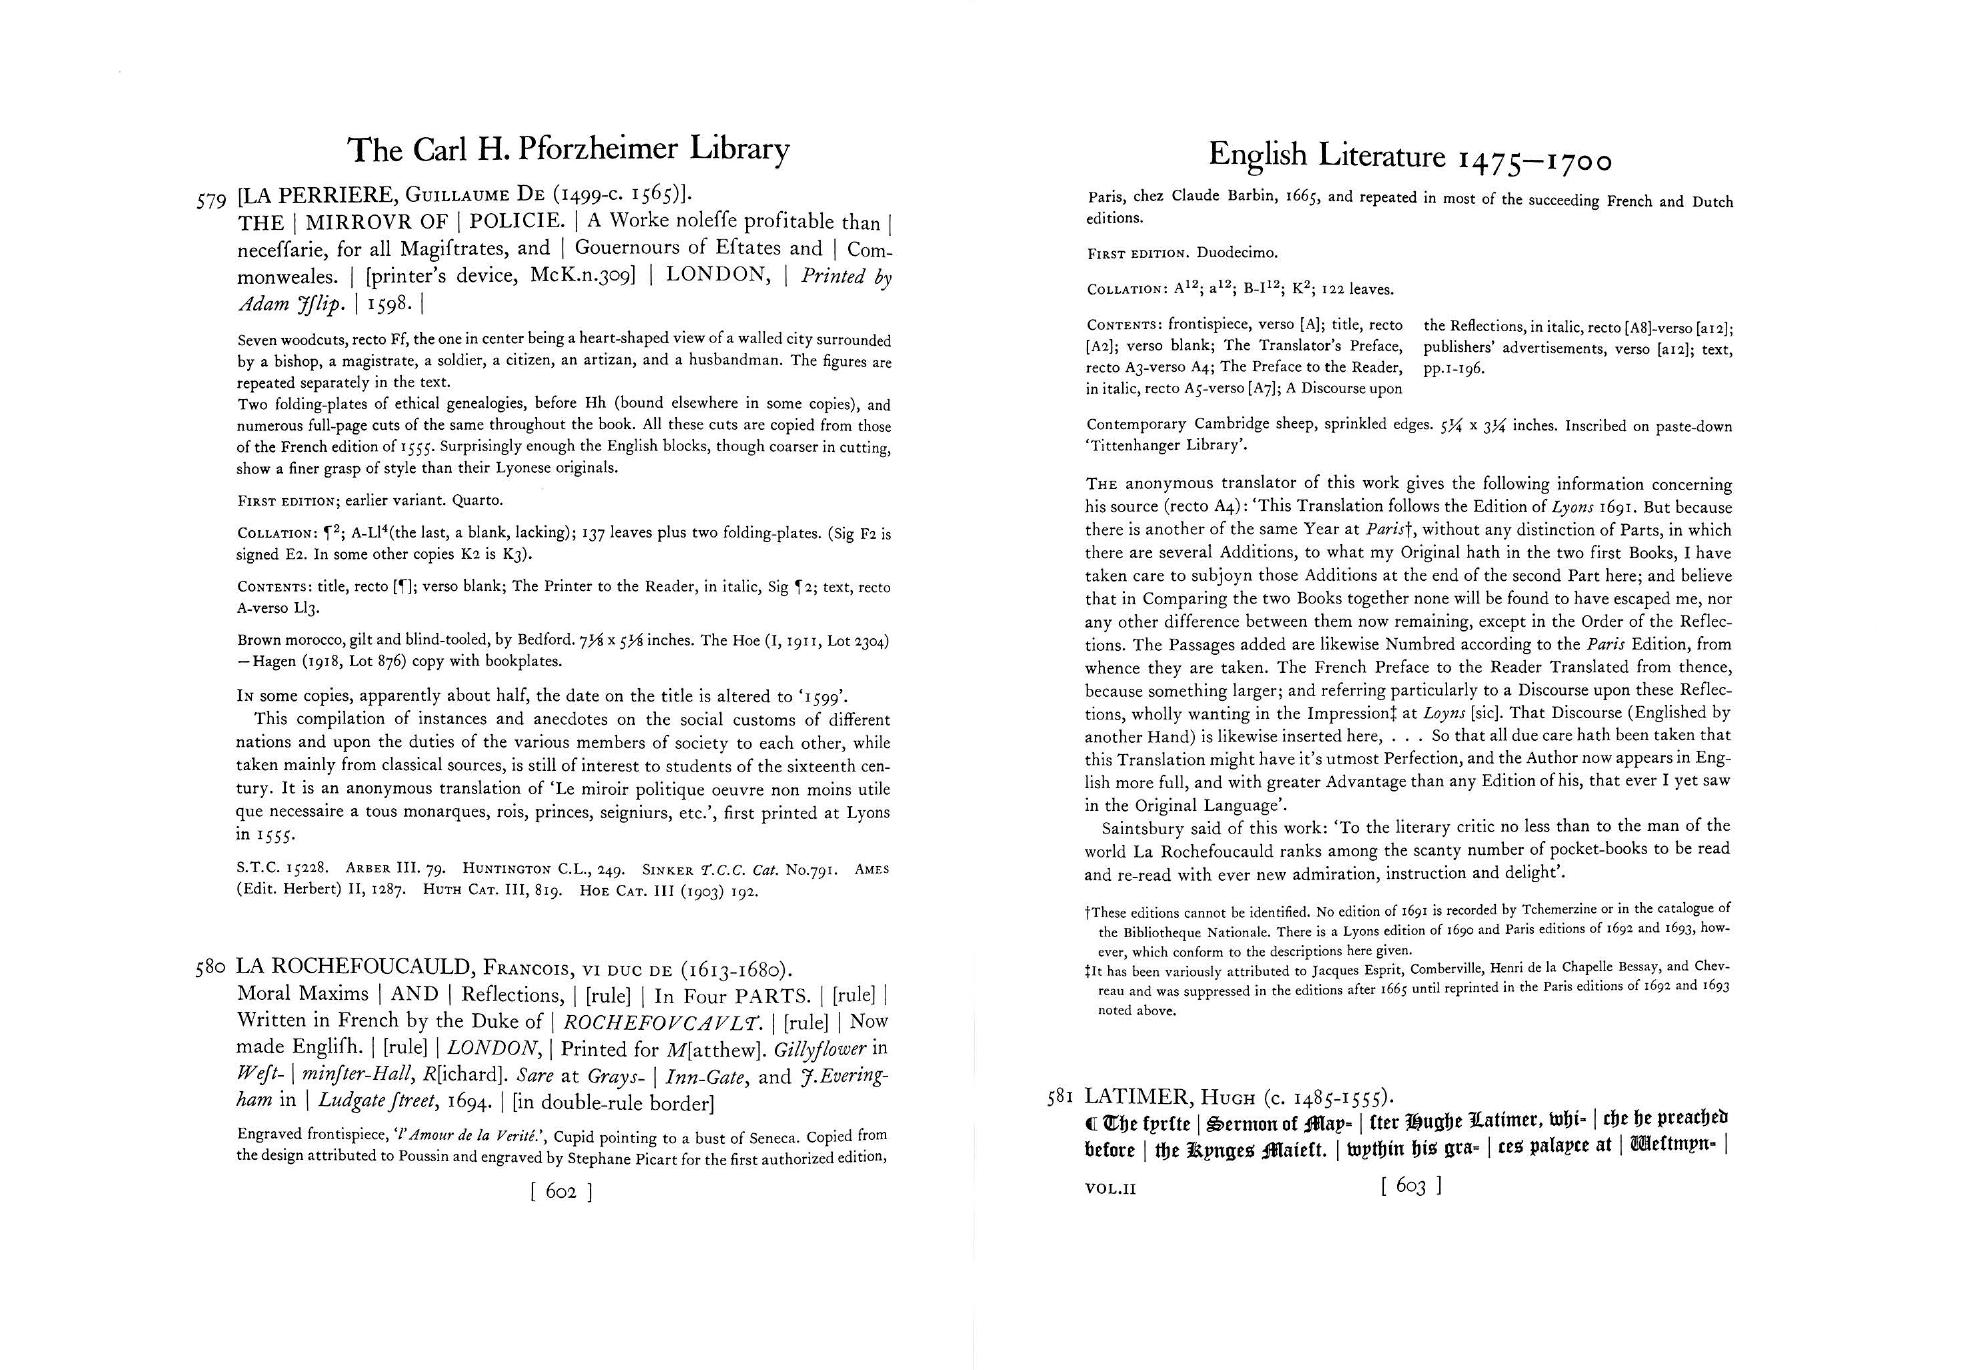 The Carl H. Pforzheimer Library
579 [LA PERRIERE, Guillaume De (1499-c. 1565)].
THE | MIRROVR OF | POLICIE. | A Worke noleſſe profitable than |
neceſſarie, for all Magiſtrates, and | Gouernours of Eſtates and | Com-
monweales. | [printer's device, McK.n.309] | LONDON, | Printed by
Adam Jſlip. | 1598. |
Seven woodcuts, recto Ff, the one in center being a heart-shaped view of a walled city surrounded
by a bishop, a magistrate, a soldier, a citizen, an artizan, and a husbandman. The figures are
repeated separately in the text.
Two folding-plates of ethical genealogies, before Hh (bound elsewhere in some copies), and
numerous full-page cuts of the same throughout the book. All these cuts are copied from those
of the French edition of 1555. Surprisingly enough the English blocks, though coarser in cutting,
show a finer grasp of style than their Lyonese originals.
First edition; earlier variant. Quarto.
Collation: ¶²; A-Ll⁴(the last, a blank, lacking); 137 leaves plus two folding-plates. (Sig F2 is
signed E2. In some other copies K2 is K3).
Contents: title, recto [¶]; verso blank; The Printer to the Reader, in italic, Sig ¶2; text, recto
A-verso Ll3.
Brown morocco, gilt and blind-tooled, by Bedford. 7⅛ x 5⅛ inches. The Hoe (I, 1911, Lot 2304)
—Hagen (1918, Lot 876) copy with bookplates.
In some copies, apparently about half, the date on the title is altered to '1599'.
This compilation of instances and anecdotes on the social customs of different
nations and upon the duties of the various members of society to each other, while
taken mainly from classical sources, is still of interest to students of the sixteenth cen-
tury. It is an anonymous translation of 'Le miroir politique oeuvre non moins utile
que necessaire a tous monarques, rois, princes, seigniurs, etc.', first printed at Lyons
in 1555.
S.T.C. 15228. Arber III. 79. Huntington C.L., 249. Sinker T.C.C. Cat. No.791. Ames
(Edit. Herbert) II, 1287. Huth Cat. III, 819. Hoe Cat. III (1903) 192.
580 LA ROCHEFOUCAULD, Francois, vi duc de (1613-1680).
Moral Maxims | AND | Reflections, | [rule] | In Four PARTS. | [rule] |
Written in French by the Duke of | ROCHEFOVCAVLT. | [rule] | Now
made Engliſh. | [rule] | LONDON, | Printed for M[atthew]. Gillyflower in
Weſt- | minſter-Hall, R[ichard]. Sare at Grays- | Inn-Gate, and J.Evering-
ham in | Ludgate ſtreet, 1694. | [in double-rule border]
Engraved frontispiece, 'l'Amour de la Verité.', Cupid pointing to a bust of Seneca. Copied from
the design attributed to Poussin and engraved by Stephane Picart for the first authorized edition,
[ 602 ]
English Literature 1475—1700
Paris, chez Claude Barbin, 1665, and repeated in most of the succeeding French and Dutch
editions.
First edition. Duodecimo.
Collation: A¹²; a¹²; B-I¹²; K²; 122 leaves.
Contents: frontispiece, verso [A]; title, recto
[A2]; verso blank; The Translator's Preface,
recto A3-verso A4; The Preface to the Reader,
in italic, recto A5-verso [A7]; A Discourse upon
the Reflections, in italic, recto [A8]-verso [a12];
publishers' advertisements, verso [a12]; text,
pp.1-196.
Contemporary Cambridge sheep, sprinkled edges. 5¼ x 3¼ inches. Inscribed on paste-down
'Tittenhanger Library'.
The anonymous translator of this work gives the following information concerning
his source (recto A4): 'This Translation follows the Edition of Lyons 1691. But because
there is another of the same Year at Paris†, without any distinction of Parts, in which
there are several Additions, to what my Original hath in the two first Books, I have
taken care to subjoyn those Additions at the end of the second Part here; and believe
that in Comparing the two Books together none will be found to have escaped me, nor
any other difference between them now remaining, except in the Order of the Reflec-
tions. The Passages added are likewise Numbred according to the Paris Edition, from
whence they are taken. The French Preface to the Reader Translated from thence,
because something larger; and referring particularly to a Discourse upon these Reflec-
tions, wholly wanting in the Impression‡ at Loyns [sic]. That Discourse (Englished by
another Hand) is likewise inserted here, . . . So that all due care hath been taken that
this Translation might have it's utmost Perfection, and the Author now appears in Eng-
lish more full, and with greater Advantage than any Edition of his, that ever I yet saw
in the Original Language'.
Saintsbury said of this work: 'To the literary critic no less than to the man of the
world La Rochefoucauld ranks among the scanty number of pocket-books to be read
and re-read with ever new admiration, instruction and delight'.
†These editions cannot be identified. No edition of 1691 is recorded by Tchemerzine or in the catalogue of
the Bibliotheque Nationale. There is a Lyons edition of 1690 and Paris editions of 1692 and 1693, how-
ever, which conform to the descriptions here given.
‡It has been variously attributed to Jacques Esprit, Comberville, Henri de la Chapelle Bessay, and Chev-
reau and was suppressed in the editions after 1665 until reprinted in the Paris editions of 1692 and 1693
noted above.
581 LATIMER, Hugh (c. 1485-1555).
¶ The fyrſte | Sermon of May= | ſter Hughe Latimer, whi= | che he preached
before | the Kynges Maieſt. | wythin his gra= | ces palayce at | Weſtmyn= |
VOL.II
[ 603 ]